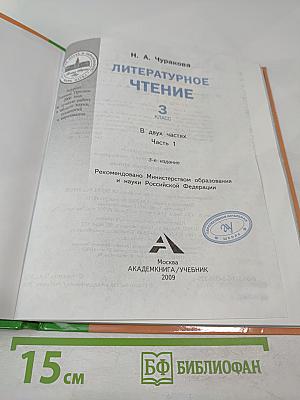 Н. А. Чуракова
ЛИТЕРАТУРНОЕ
ЧТЕНИЕ
3
КЛАСС
В двух частях
Часть 1
3-е издание
Рекомендовано Министерством образования
и науки Российской Федерации
Москва
АКАДЕМКНИГА/УЧЕБНИК
2009
15 см
БФ БИБЛИОФАН